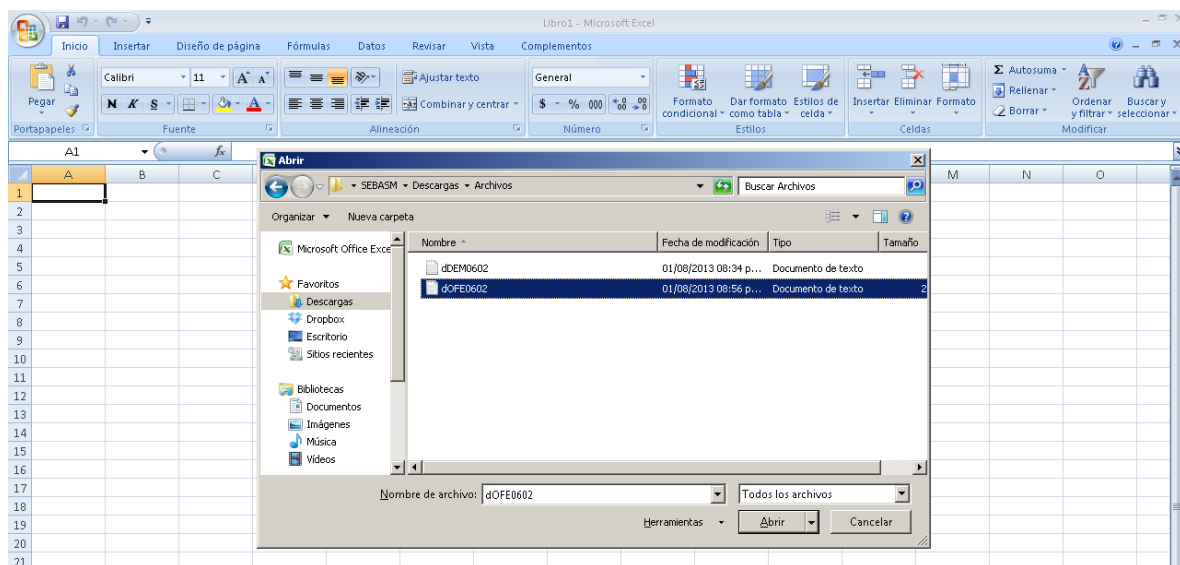 Libro1 - Microsoft Excel
Inicio Insertar Diseño de página Fórmulas Datos Revisar Vista Complementos
Pegar
Portapapeles
Calibri 11 A A
N K S A
Fuente
Ajustar texto
Combinar y centrar
Alineación
General
$ % 000
Número
Formato condicional
Dar formato como tabla
Estilos de celda
Estilos
Insertar Eliminar Formato
Celdas
Σ Autosuma
Rellenar
Borrar
Ordenar y filtrar
Buscar y seleccionar
Modificar
A1 fx
A B C M N O
1
2
3
4
5
6
7
8
9
10
11
12
13
14
15
16
17
18
19
20
21
Abrir
SEBASM Descargas Archivos
Buscar Archivos
Organizar Nueva carpeta
Microsoft Office Exce
Favoritos
Descargas
Dropbox
Escritorio
Sitios recientes
Bibliotecas
Documentos
Imágenes
Música
Vídeos
Nombre Fecha de modificación Tipo Tamaño
dDEM0602 01/08/2013 08:34 p... Documento de texto
dOFE0602 01/08/2013 08:56 p... Documento de texto 2
Nombre de archivo: dOFE0602 Todos los archivos
Herramientas Abrir Cancelar